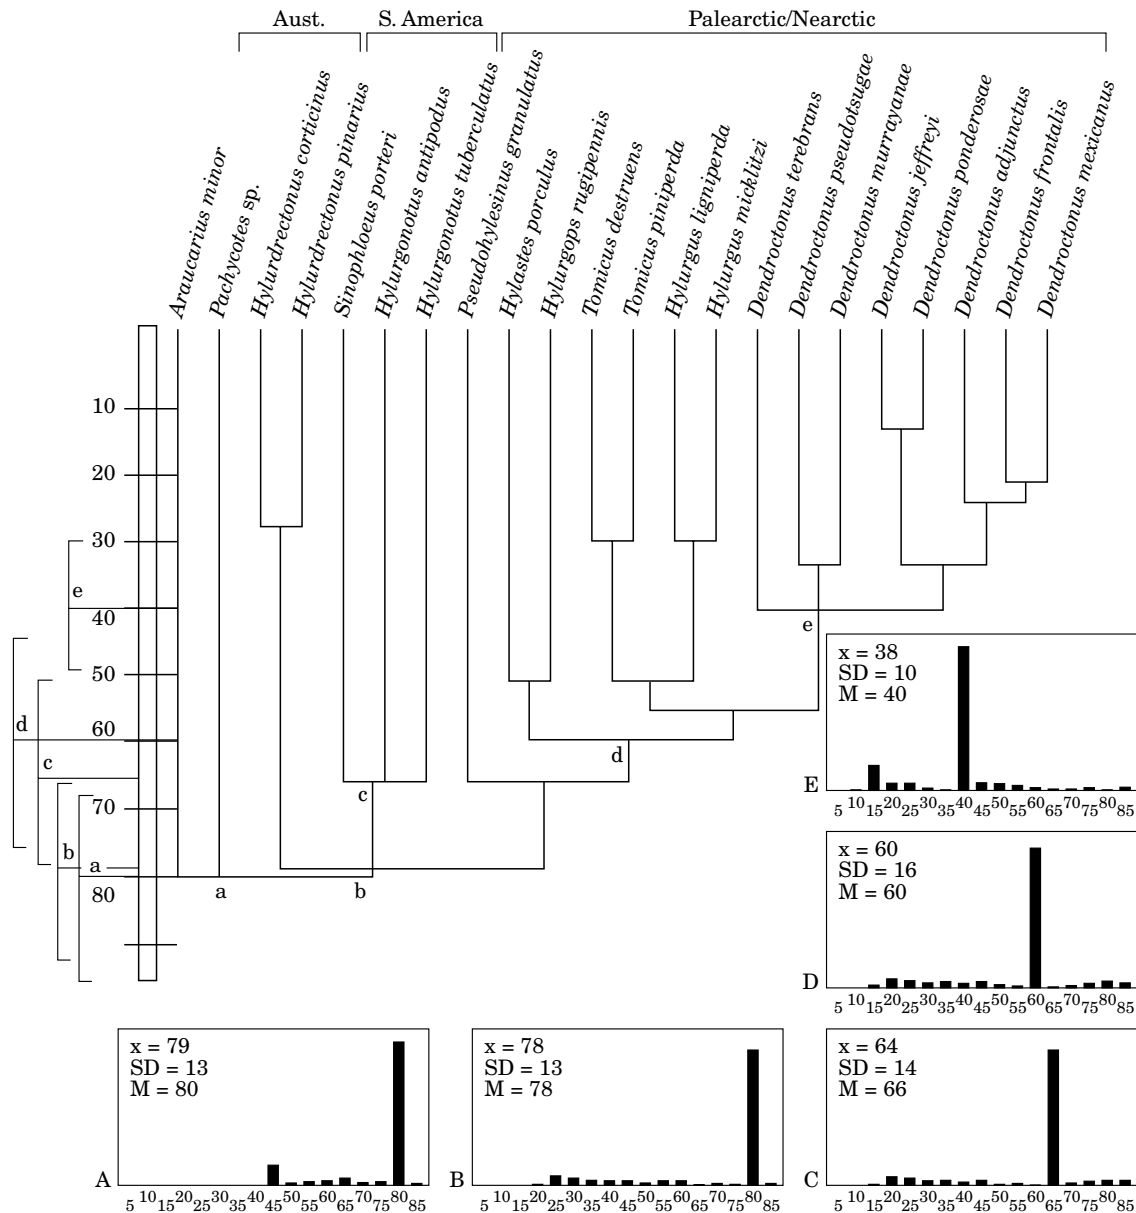 Aust.
S. America
Palearctic/Nearctic
Araucarius minor
Pachycotes sp.
Hylurdrectonus corticinus
Hylurdrectonus pinarius
Sinophloeus porteri
Hylurgonotus antipodus
Hylurgonotus tuberculatus
Pseudohylesinus granulatus
Hylastes porculus
Hylurgops rugipennis
Tomicus destruens
Tomicus piniperda
Hylurgus ligniperda
Hylurgus micklitzi
Dendroctonus terebrans
Dendroctonus pseudotsugae
Dendroctonus murrayanae
Dendroctonus jeffreyi
Dendroctonus ponderosae
Dendroctonus adjunctus
Dendroctonus frontalis
Dendroctonus mexicanus
10
20
30
e
40
50
d
60
c
70
b
a
80
a
b
c
d
e
x = 38
SD = 10
M = 40
E
5 10 15 20 25 30 35 40 45 50 55 60 65 70 75 80 85
x = 60
SD = 16
M = 60
D
5 10 15 20 25 30 35 40 45 50 55 60 65 70 75 80 85
x = 79
SD = 13
M = 80
A
5 10 15 20 25 30 35 40 45 50 55 60 65 70 75 80 85
x = 78
SD = 13
M = 78
B
5 10 15 20 25 30 35 40 45 50 55 60 65 70 75 80 85
x = 64
SD = 14
M = 66
C
5 10 15 20 25 30 35 40 45 50 55 60 65 70 75 80 85